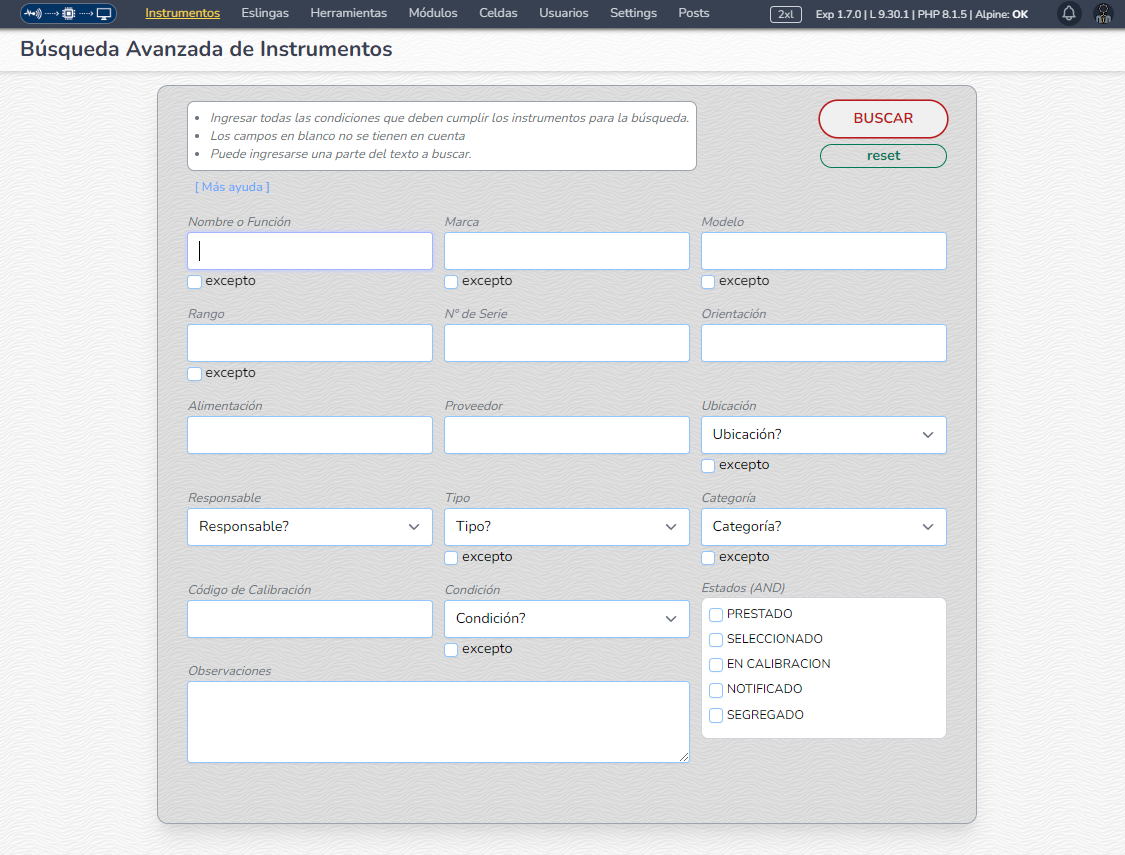 Instrumentos Eslingas Herramientas Módulos Celdas Usuarios Settings Posts 2xl Exp 1.7.0 | L 9.30.1 | PHP 8.1.5 | Alpine: OK
Búsqueda Avanzada de Instrumentos
• Ingresar todas las condiciones que deben cumplir los instrumentos para la búsqueda.
• Los campos en blanco no se tienen en cuenta
• Puede ingresarse una parte del texto a buscar.
BUSCAR
reset
[ Más ayuda ]
Nombre o Función Marca Modelo
excepto excepto excepto
Rango Nº de Serie Orientación
excepto
Alimentación Proveedor Ubicación
Ubicación?
excepto
Responsable Tipo Categoría
Responsable? Tipo? Categoría?
excepto excepto
Código de Calibración Condición Estados (AND)
Condición?
excepto
PRESTADO
SELECCIONADO
EN CALIBRACION
NOTIFICADO
SEGREGADO
Observaciones